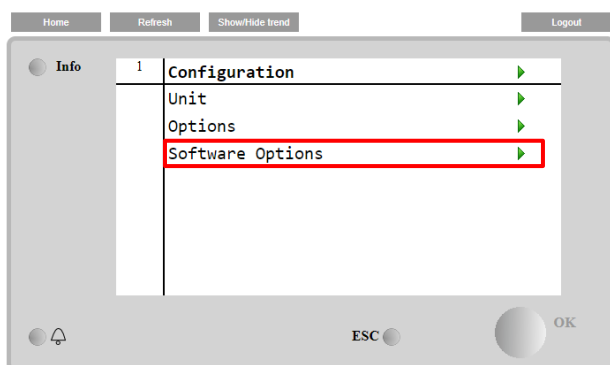 Home Refresh Show/Hide trend Logout
Info
1 Configuration
Unit
Options
Software Options
ESC OK